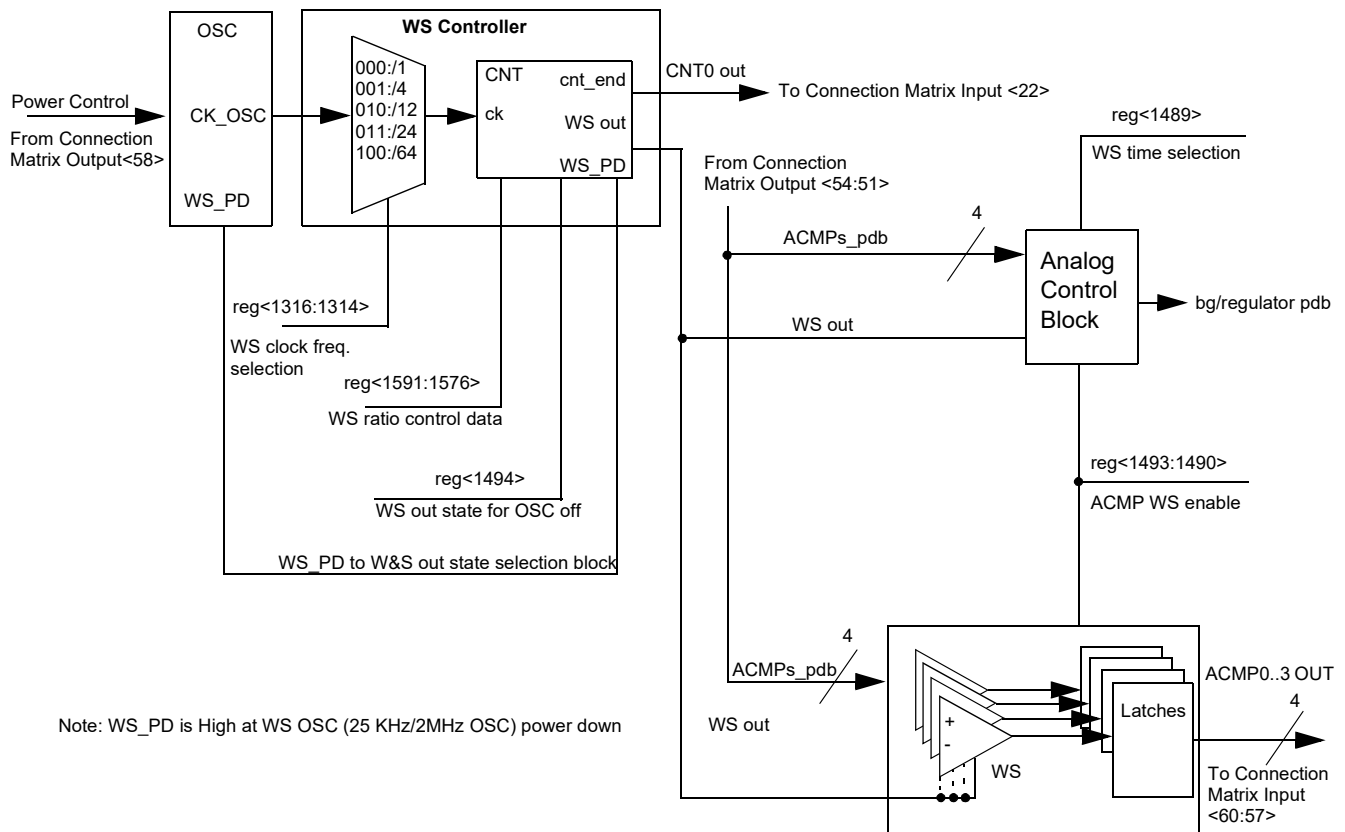 OSC
WS Controller
000:/1
001:/4
010:/12
011:/24
100:/64
CNT
cnt_end
ck
WS out
WS_PD
CNT0 out
To Connection Matrix Input <22>
Power Control
CK_OSC
From Connection
Matrix Output<58>
WS_PD
reg<1489>
WS time selection
From Connection
Matrix Output <54:51>
4
ACMPs_pdb
Analog
Control
Block
bg/regulator pdb
WS out
reg<1316:1314>
WS clock freq.
selection
reg<1591:1576>
WS ratio control data
reg<1494>
WS out state for OSC off
WS_PD to W&S out state selection block
reg<1493:1490>
ACMP WS enable
4
ACMPs_pdb
WS out
+
-
WS
Latches
ACMP0..3 OUT
4
To Connection
Matrix Input
<60:57>
Note: WS_PD is High at WS OSC (25 KHz/2MHz OSC) power down